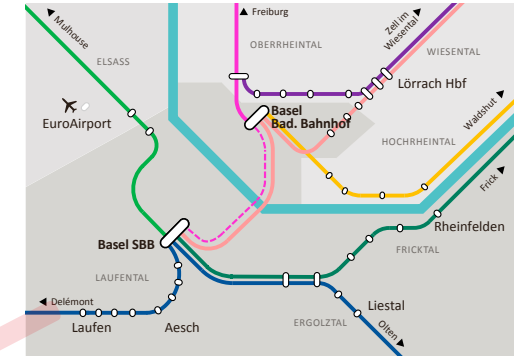 Mulhouse
Freiburg
Zell im
Wiesental
OBERRHEINTAL
WIESENTAL
ELSASS
Lörrach Hbf
EuroAirport
Basel
Bad. Bahnhof
Waldshut
HOCHRHEINTAL
Frick
Rheinfelden
Basel SBB
FRICKTAL
LAUFENTAL
Delémont
Liestal
Laufen
Aesch
ERGOLZTAL
Olten